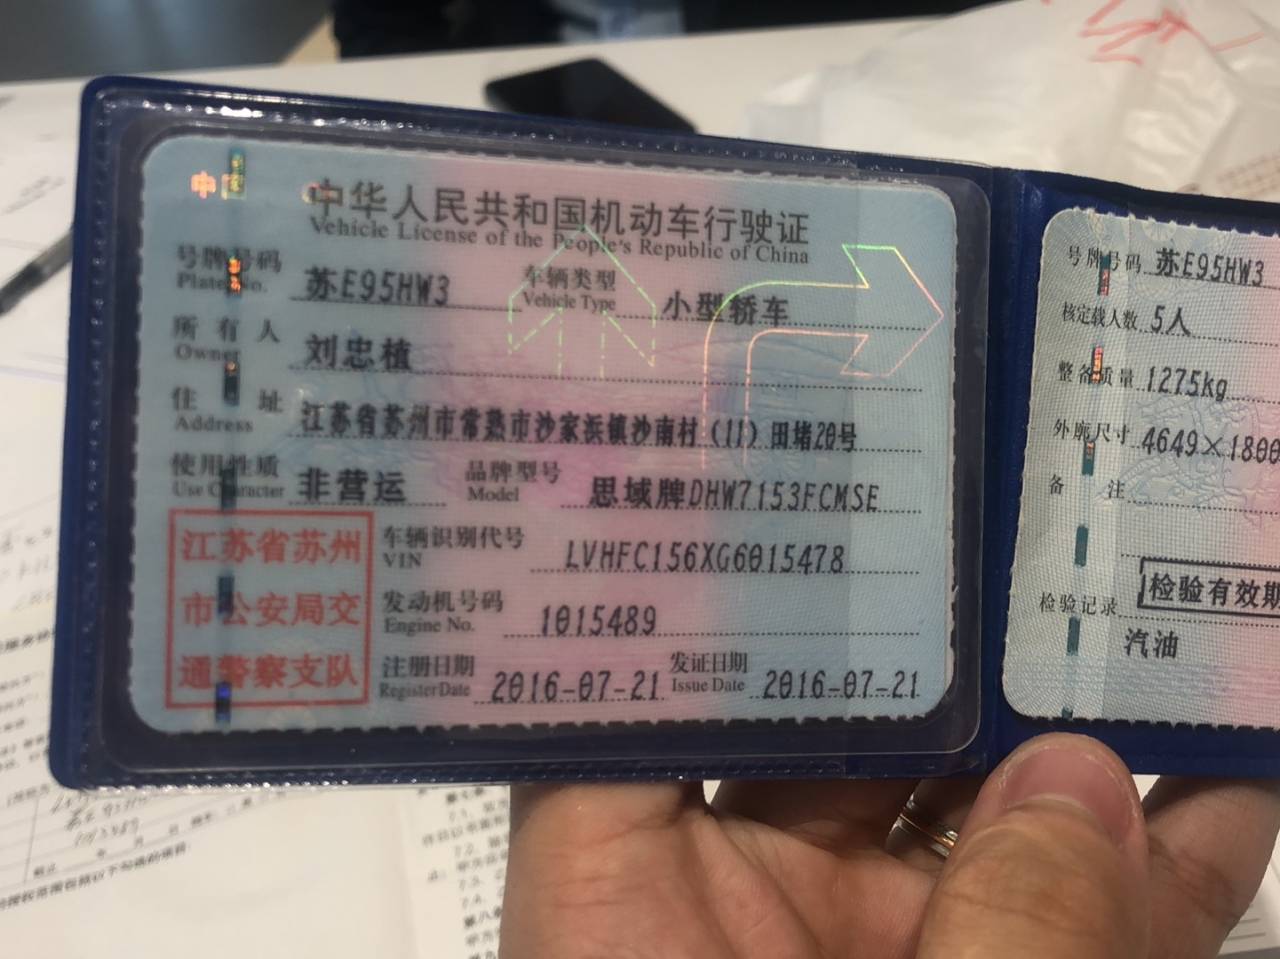 中华人民共和国机动车行驶证
Vehicle License of the People's Republic of China
号牌号码 苏E95HW3 车辆类型 小型轿车
Plate No. Vehicle Type
所有人 刘忠植
Owner
住址 江苏省苏州市常熟市沙家浜镇沙南村(11)田堵20号
Address
使用性质 非营运 品牌型号 思域牌DHW7153FCMSE
Use Character Model
江苏省苏州
市公安局交
通警察支队
车辆识别代号 LVHFC156XG6015478
VIN
发动机号码 1015489
Engine No.
注册日期 2016-07-21 发证日期 2016-07-21
Register Date Issue Date
号牌号码 苏E95HW3
核定载人数 5人
整备质量 1275kg
外廓尺寸 4649×1800
备注
检验有效期
检验记录
汽油